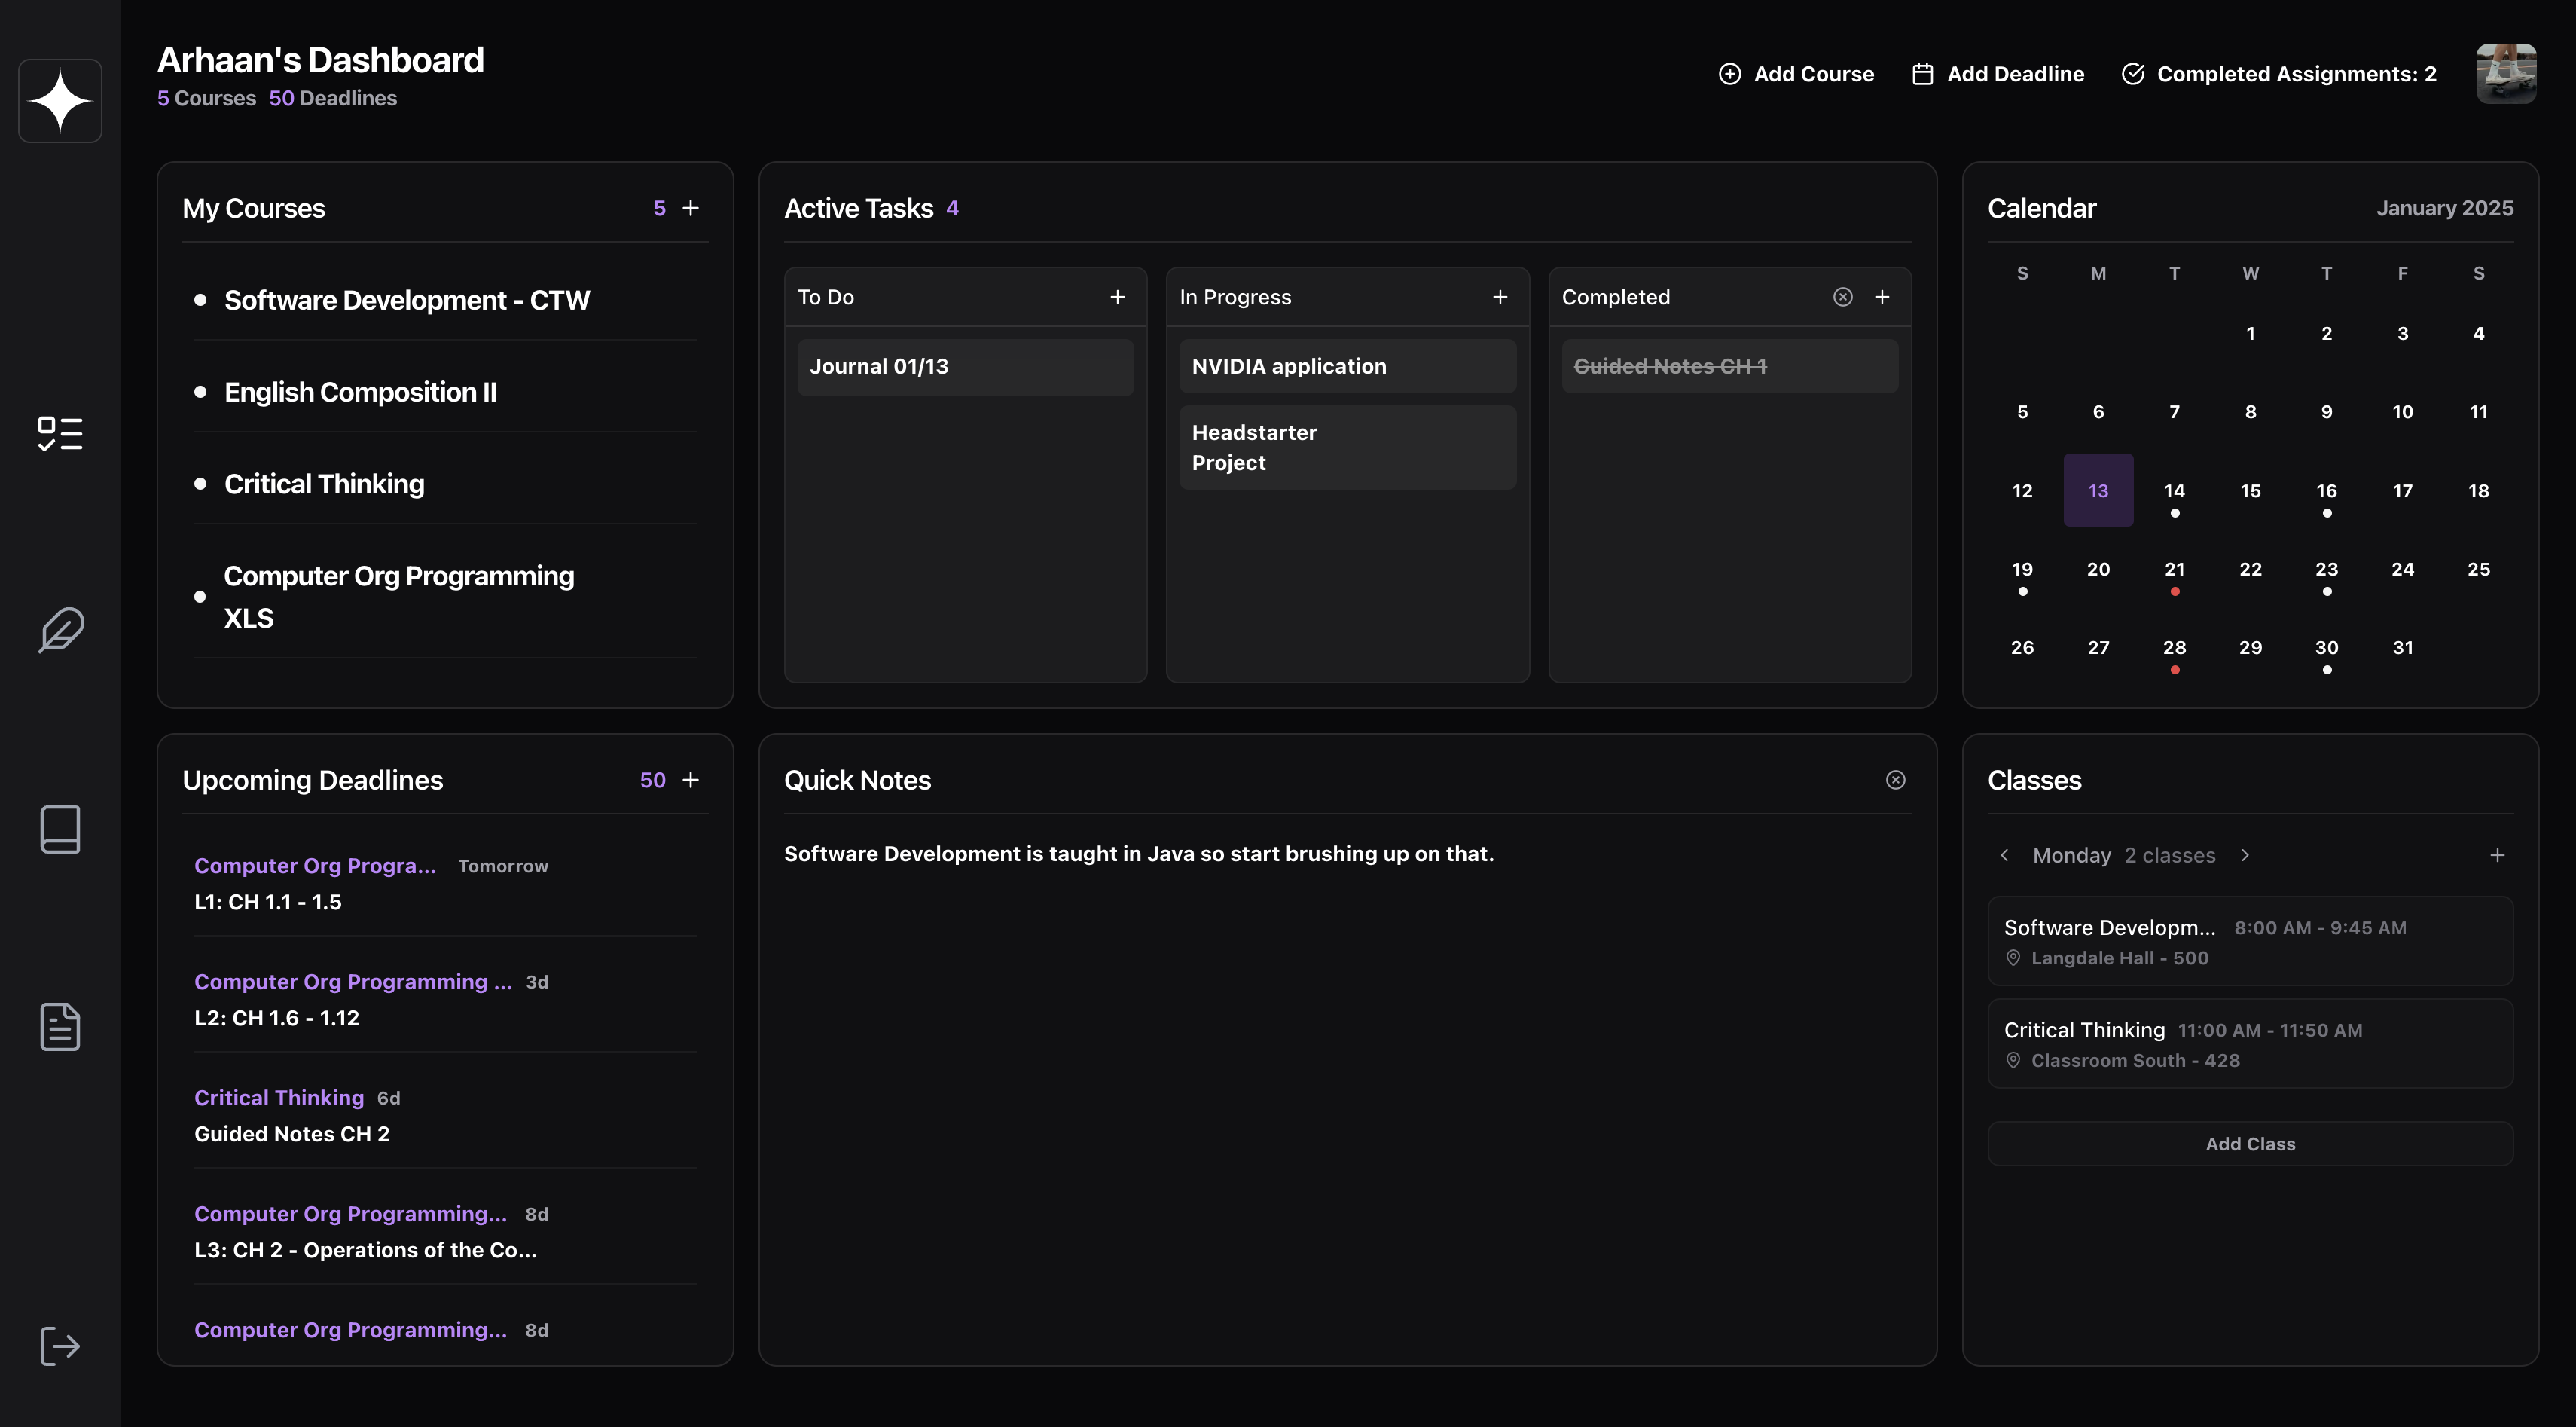 Arhaan's Dashboard
5 Courses 50 Deadlines
Add Course
Add Deadline
Completed Assignments: 2
My Courses 5
Software Development - CTW
English Composition II
Critical Thinking
Computer Org Programming
XLS
Active Tasks 4
To Do
Journal 01/13
In Progress
NVIDIA application
Headstarter
Project
Completed
Guided Notes CH 1
Calendar January 2025
S M T W T F S
1 2 3 4
5 6 7 8 9 10 11
12 13 14 15 16 17 18
19 20 21 22 23 24 25
26 27 28 29 30 31
Upcoming Deadlines 50
Computer Org Progra... Tomorrow
L1: CH 1.1 - 1.5
Computer Org Programming ... 3d
L2: CH 1.6 - 1.12
Critical Thinking 6d
Guided Notes CH 2
Computer Org Programming... 8d
L3: CH 2 - Operations of the Co...
Computer Org Programming... 8d
Quick Notes
Software Development is taught in Java so start brushing up on that.
Classes
Monday 2 classes
Software Developm... 8:00 AM - 9:45 AM
Langdale Hall - 500
Critical Thinking 11:00 AM - 11:50 AM
Classroom South - 428
Add Class